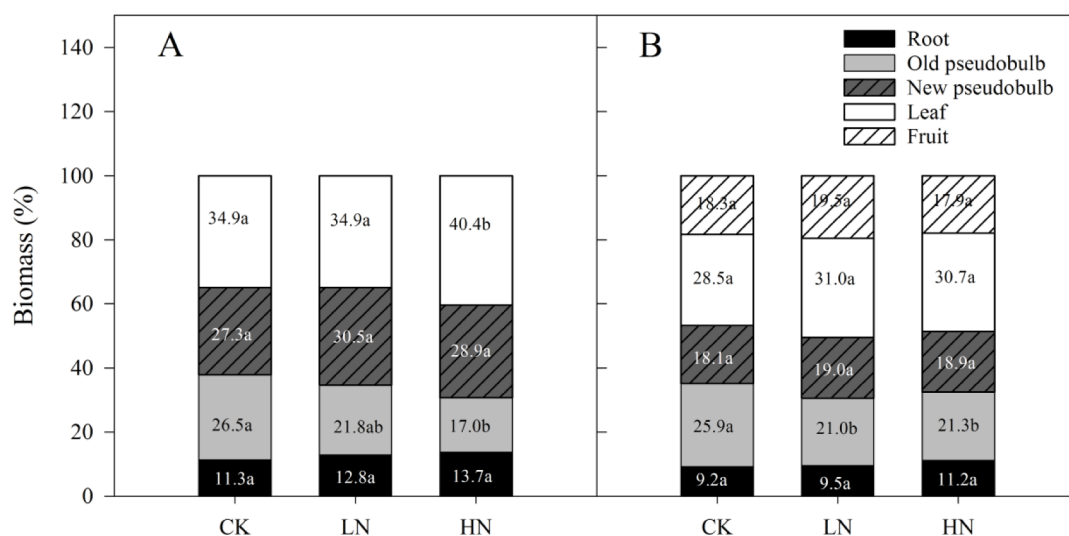 A
B
Root
Old pseudobulb
New pseudobulb
Leaf
Fruit
Biomass (%)
140
120
100
80
60
40
20
0
34.9a
34.9a
40.4b
27.3a
30.5a
28.9a
26.5a
21.8ab
17.0b
11.3a
12.8a
13.7a
18.3a
19.5a
17.9a
28.5a
31.0a
30.7a
18.1a
19.0a
18.9a
25.9a
21.0b
21.3b
9.2a
9.5a
11.2a
CK
LN
HN
CK
LN
HN